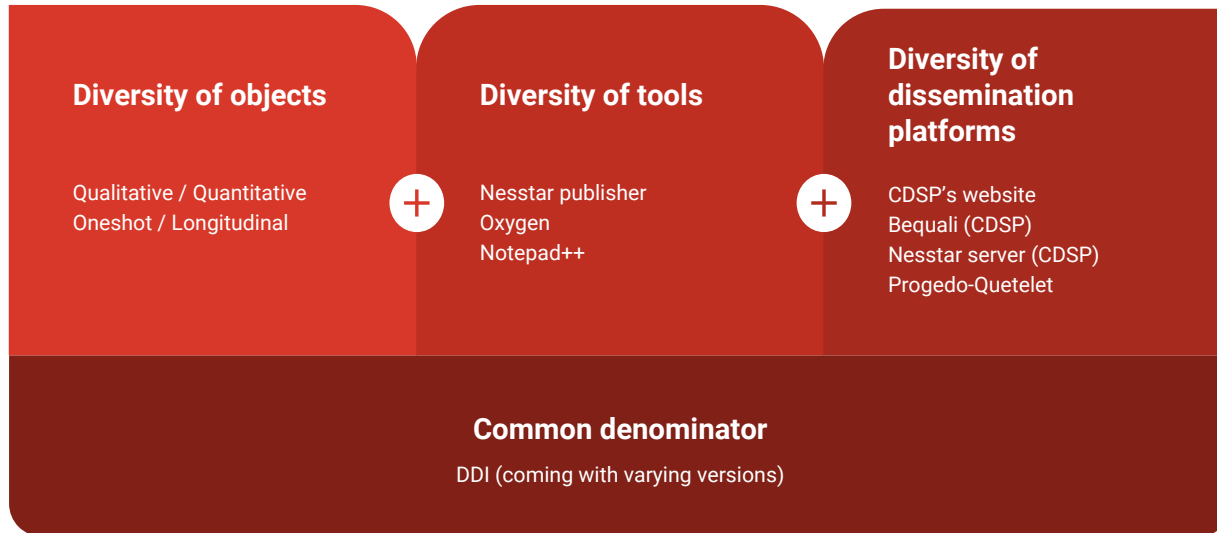 Diversity of objects
Qualitative / Quantitative
Oneshot / Longitudinal
Diversity of tools
Nesstar publisher
Oxygen
Notepad++
Diversity of
dissemination
platforms
CDSP’s website
Bequali (CDSP)
Nesstar server (CDSP)
Progedo-Quetelet
Common denominator
DDI (coming with varying versions)